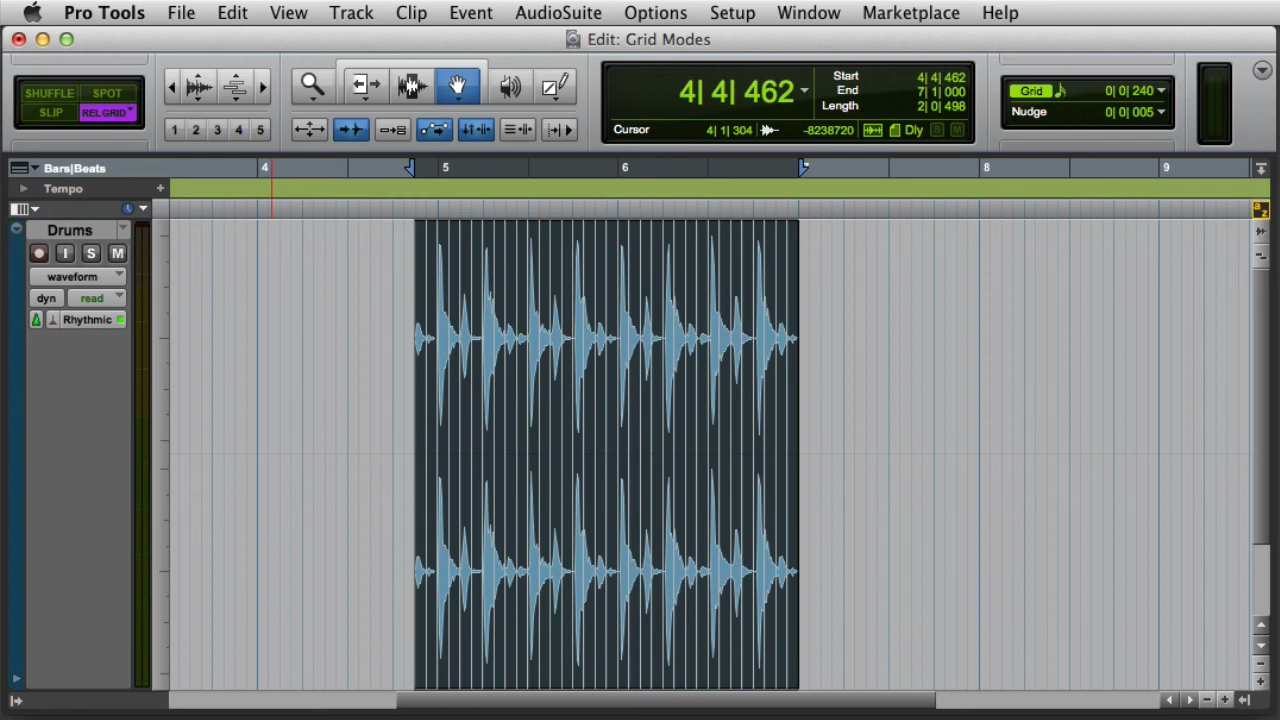 Pro Tools File Edit View Track Clip Event AudioSuite Options Setup Window Marketplace Help
Edit: Grid Modes
SHUFFLE SPOT
SLIP REL GRID
1 2 3 4 5
4| 4| 462
Start 4| 4| 462
End 7| 1| 000
Length 2| 0| 498
Cursor 4| 1| 304 -8238720 Dly S M
Grid 0| 0| 240
Nudge 0| 0| 005
Bars|Beats 4 5 6 7 8 9
Tempo
a z
Drums
I S M
waveform
dyn read
Rhythmic